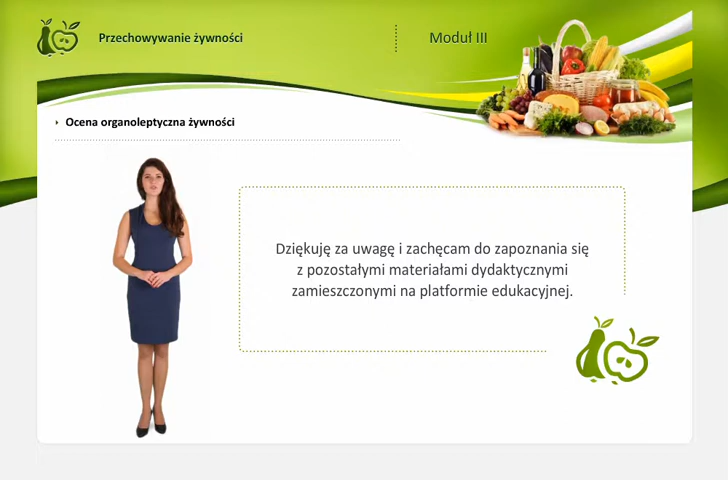 Przechowywanie żywności
Moduł III
Ocena organoleptyczna żywności
Dziękuję za uwagę i zachęcam do zapoznania się
z pozostałymi materiałami dydaktycznymi
zamieszczonymi na platformie edukacyjnej.